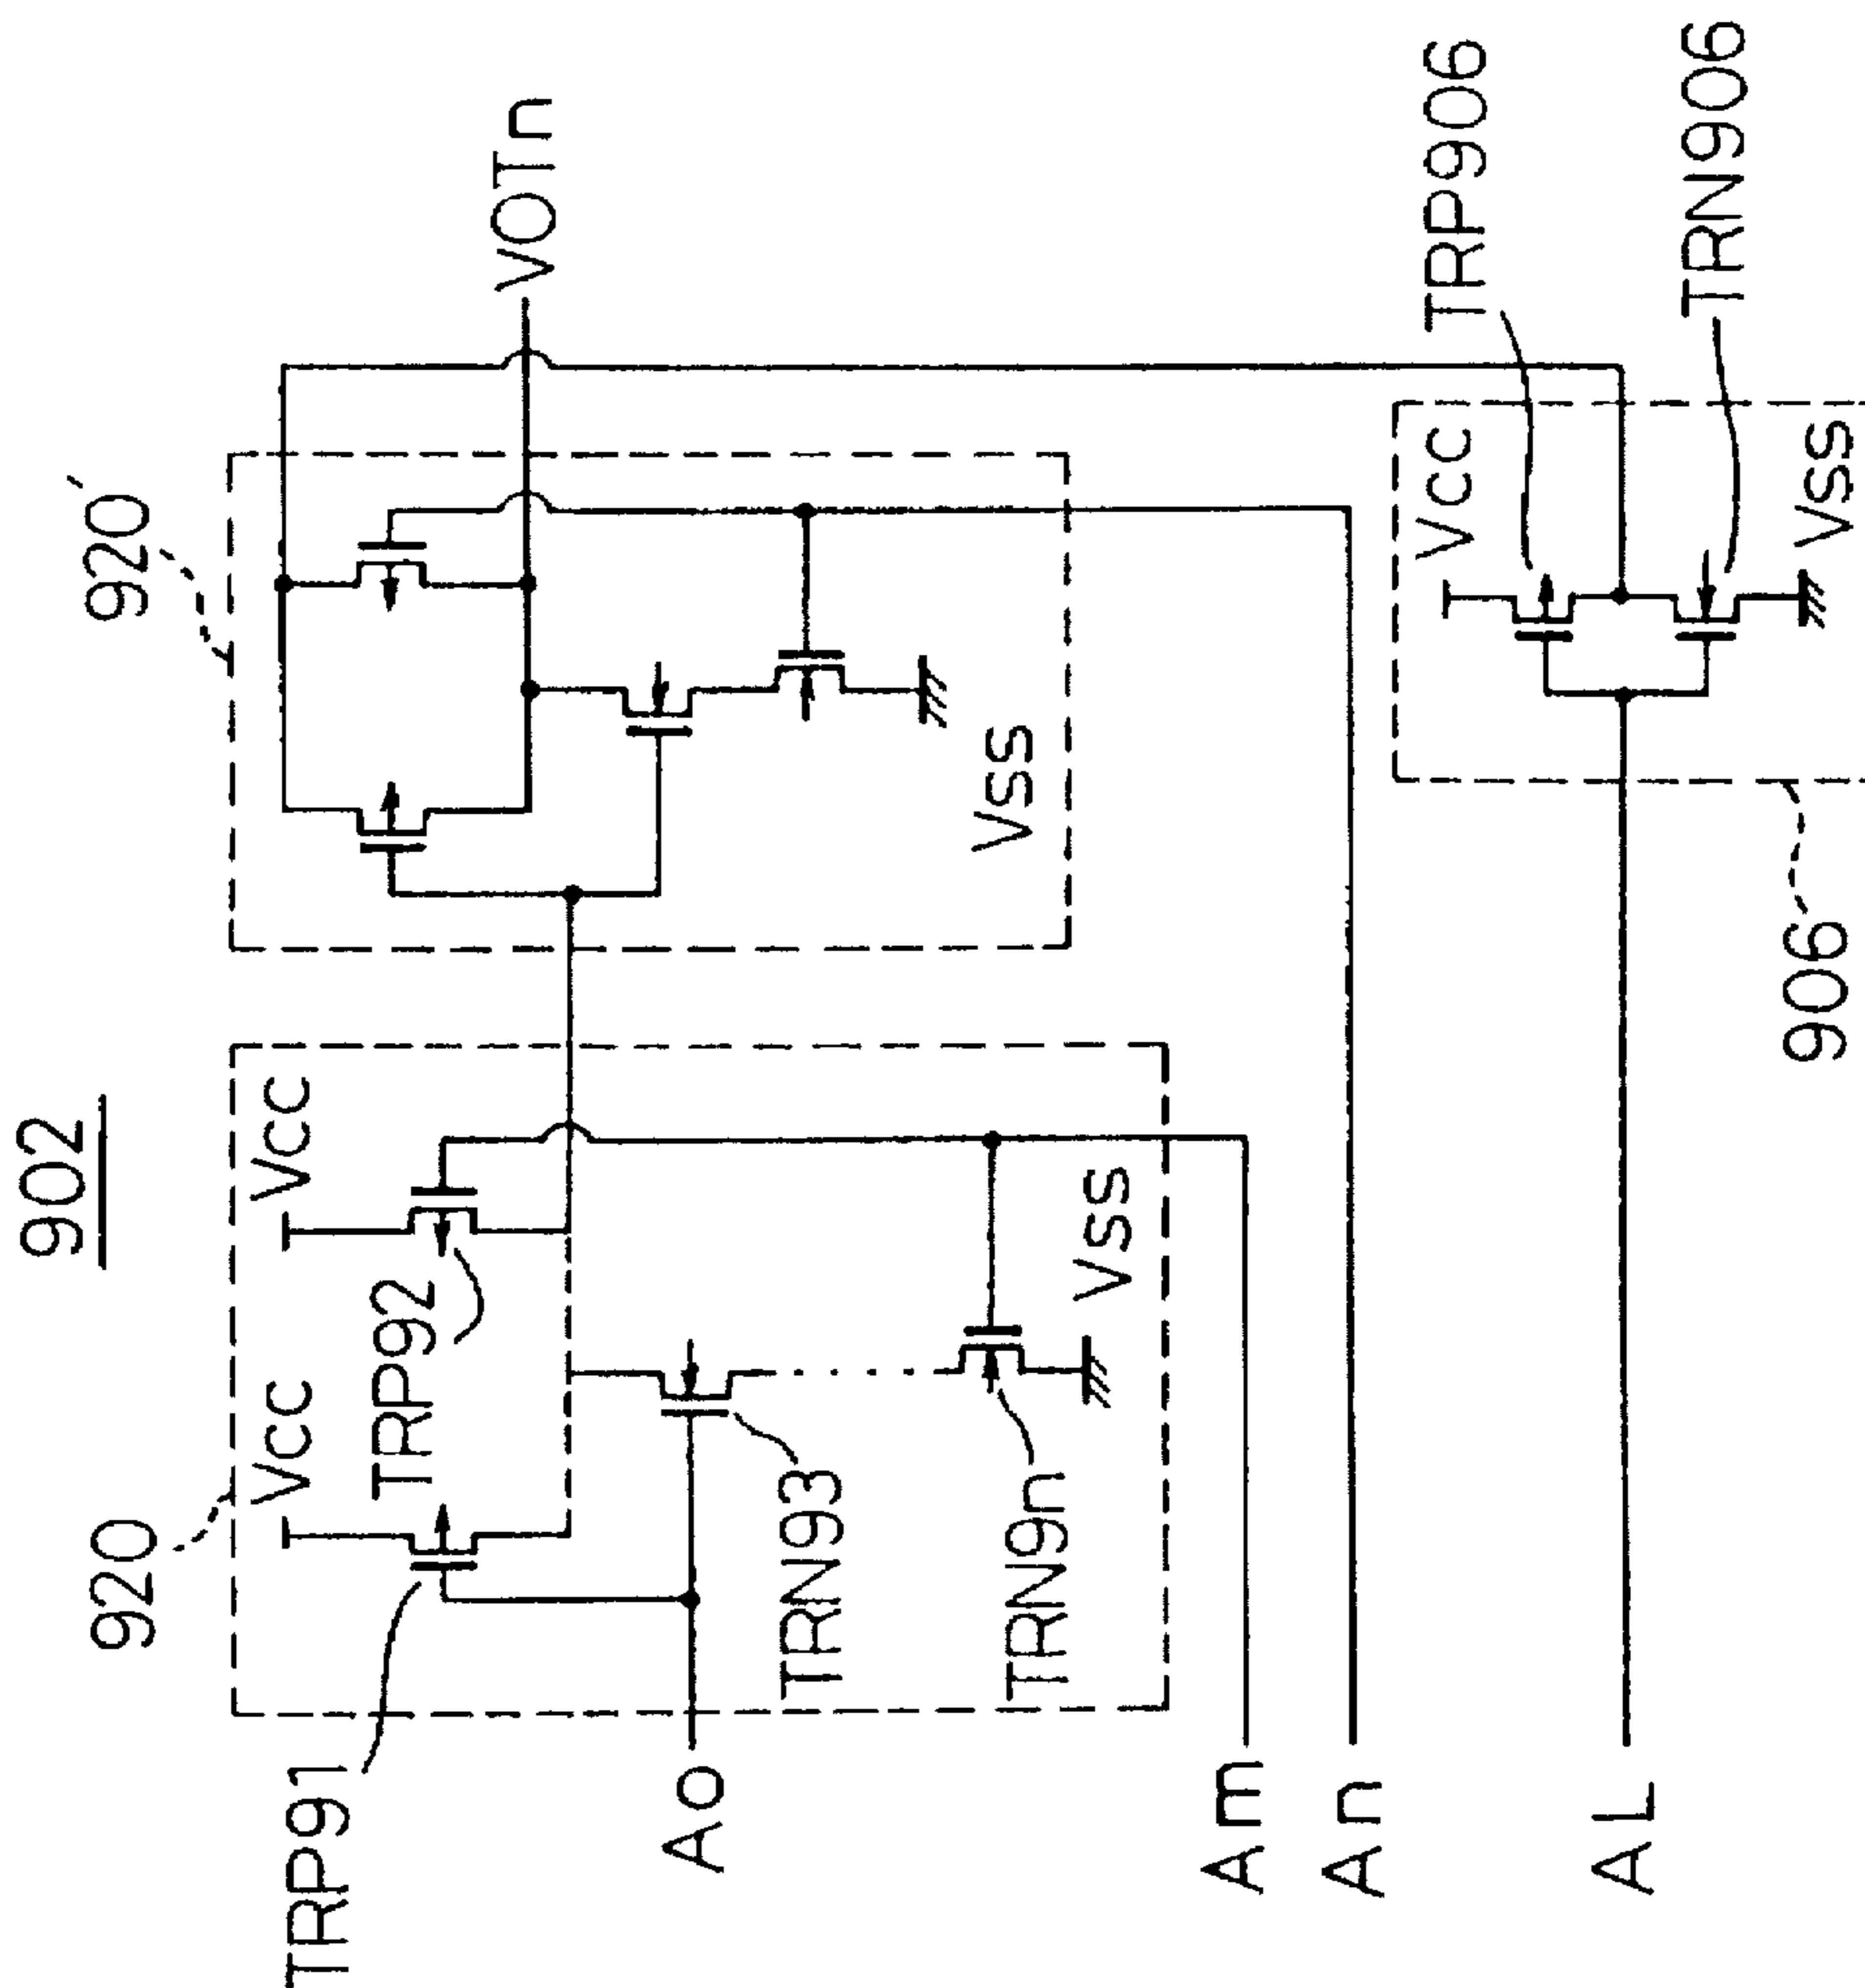 902
920
920'
TRP91
Vcc
Vcc
TRP92
VOTn
Ao
TRN93
TRN9n
Vss
Vss
Am
An
AL
906
Vcc
Vss
TRP906
TRN906